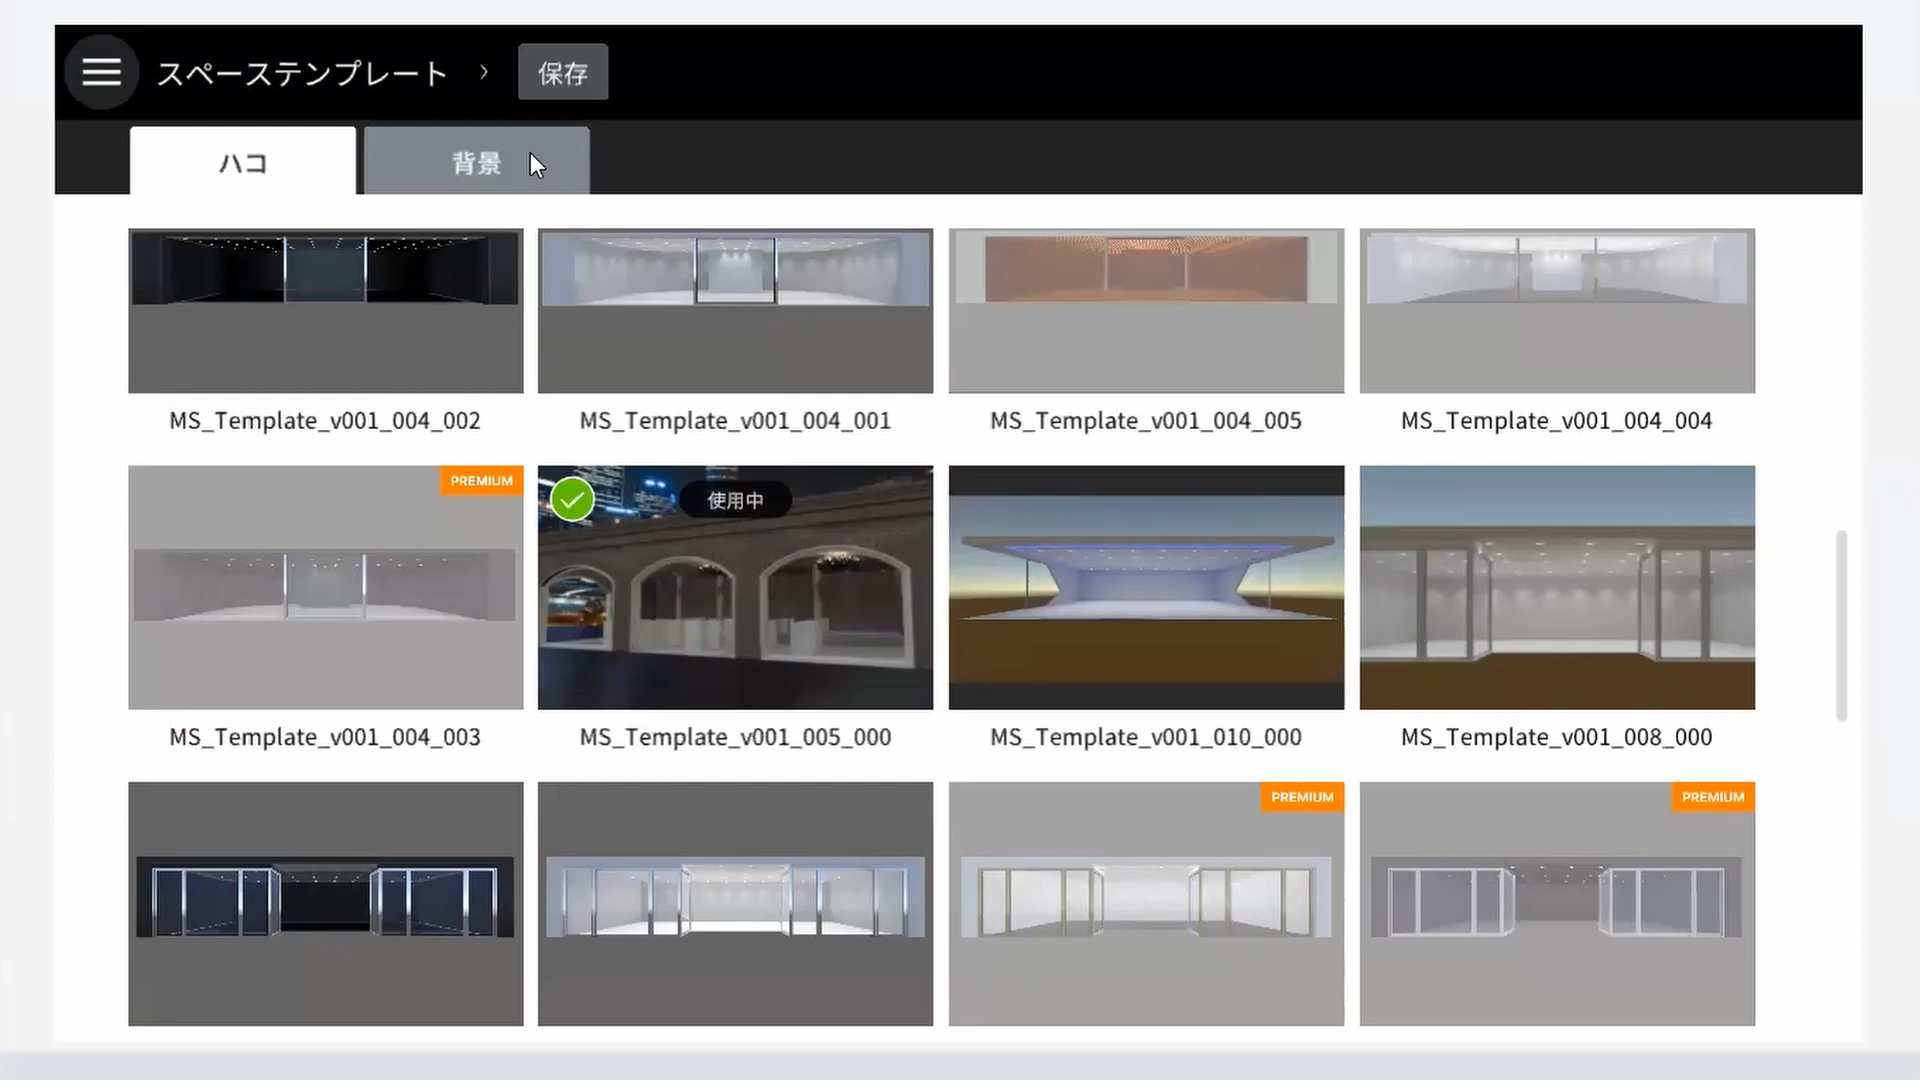 スペーステンプレート > 保存
ハコ 背景
MS_Template_v001_004_002 MS_Template_v001_004_001 MS_Template_v001_004_005 MS_Template_v001_004_004
PREMIUM 使用中
MS_Template_v001_004_003 MS_Template_v001_005_000 MS_Template_v001_010_000 MS_Template_v001_008_000
PREMIUM PREMIUM